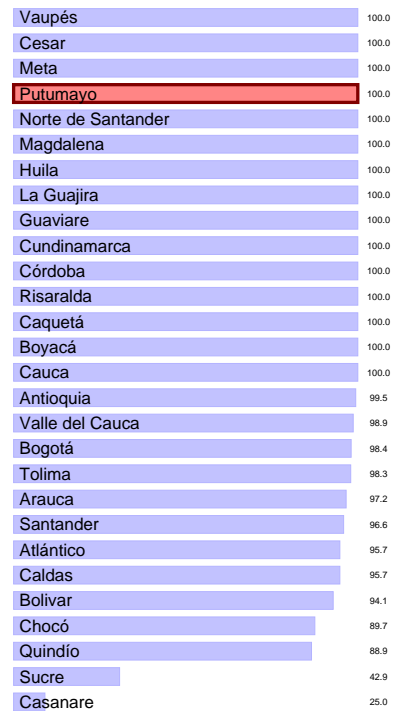 Vaupés 100.0
Cesar 100.0
Meta 100.0
Putumayo 100.0
Norte de Santander 100.0
Magdalena 100.0
Huila 100.0
La Guajira 100.0
Guaviare 100.0
Cundinamarca 100.0
Córdoba 100.0
Risaralda 100.0
Caquetá 100.0
Boyacá 100.0
Cauca 100.0
Antioquia 99.5
Valle del Cauca 98.9
Bogotá 98.4
Tolima 98.3
Arauca 97.2
Santander 96.6
Atlántico 95.7
Caldas 95.7
Bolivar 94.1
Chocó 89.7
Quindío 88.9
Sucre 42.9
Casanare 25.0